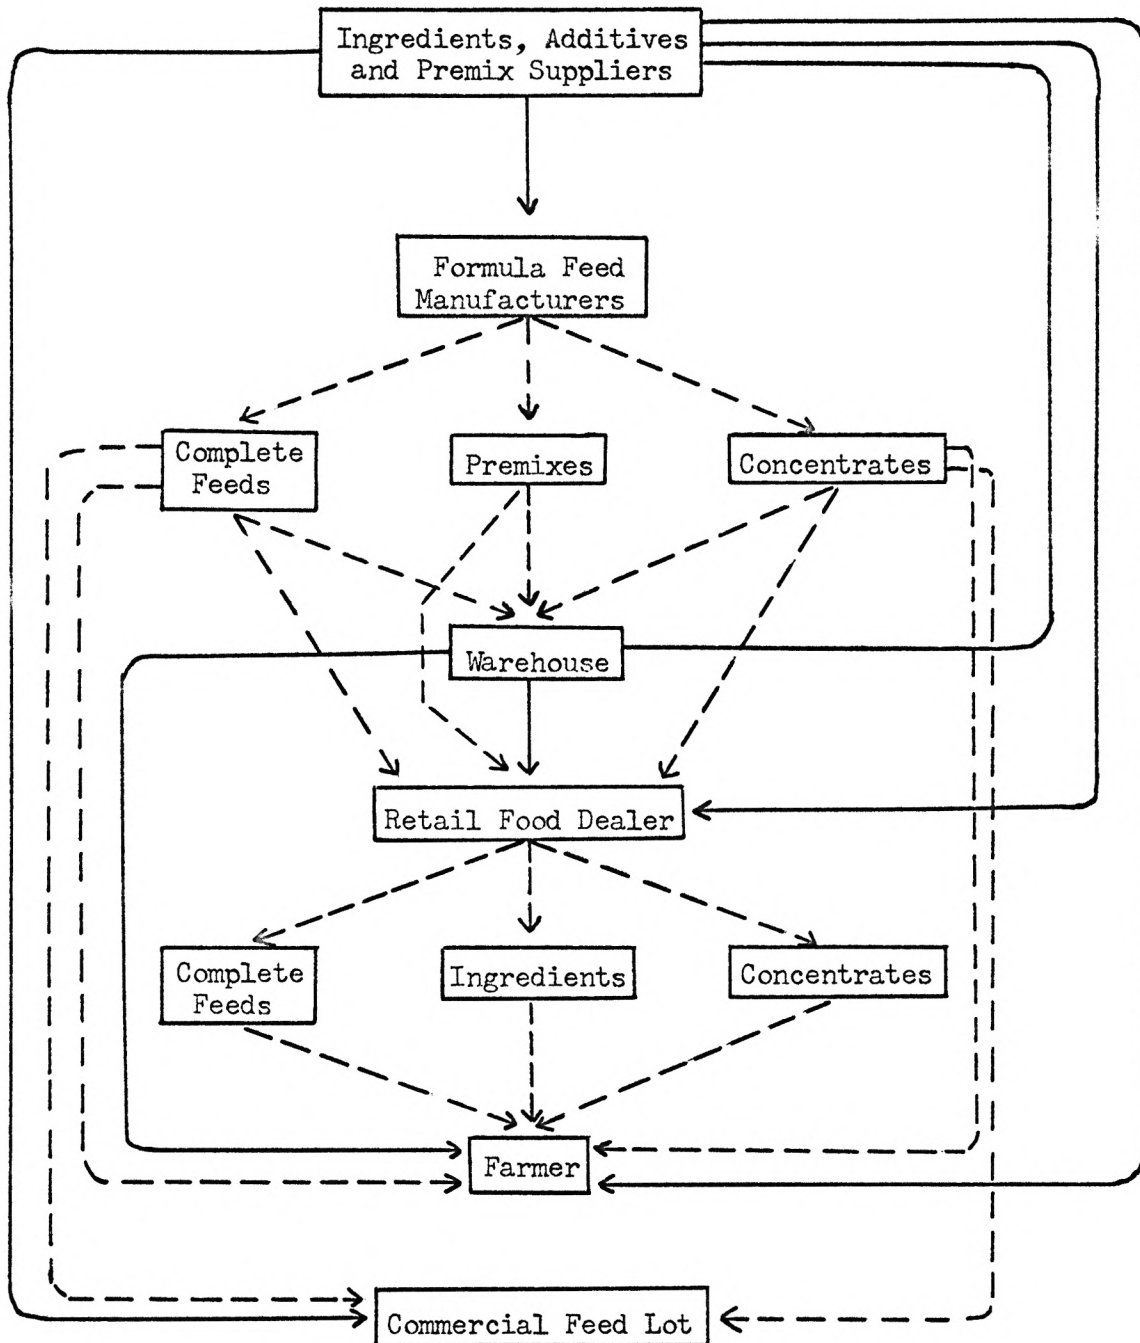 Ingredients, Additives
and Premix Suppliers
Formula Feed
Manufacturers
Complete
Feeds
Premixes
Concentrates
Warehouse
Retail Food Dealer
Complete
Feeds
Ingredients
Concentrates
Farmer
Commercial Feed Lot